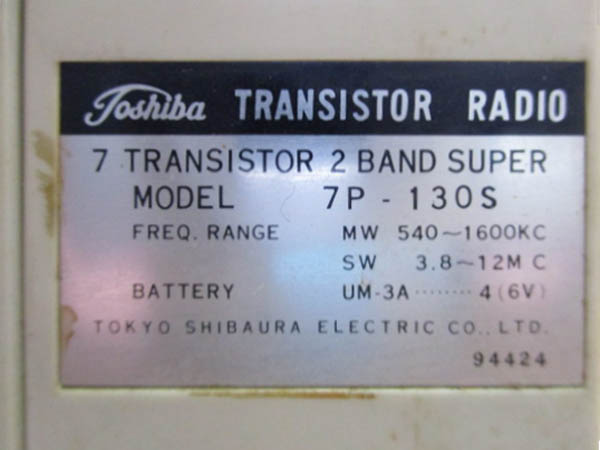 Toshiba TRANSISTOR RADIO
7 TRANSISTOR 2 BAND SUPER
MODEL 7P - 130S
FREQ. RANGE MW 540~1600KC
SW 3.8~12M C
BATTERY UM-3A ········ 4 (6V)
TOKYO SHIBAURA ELECTRIC CO., LTD.
94424